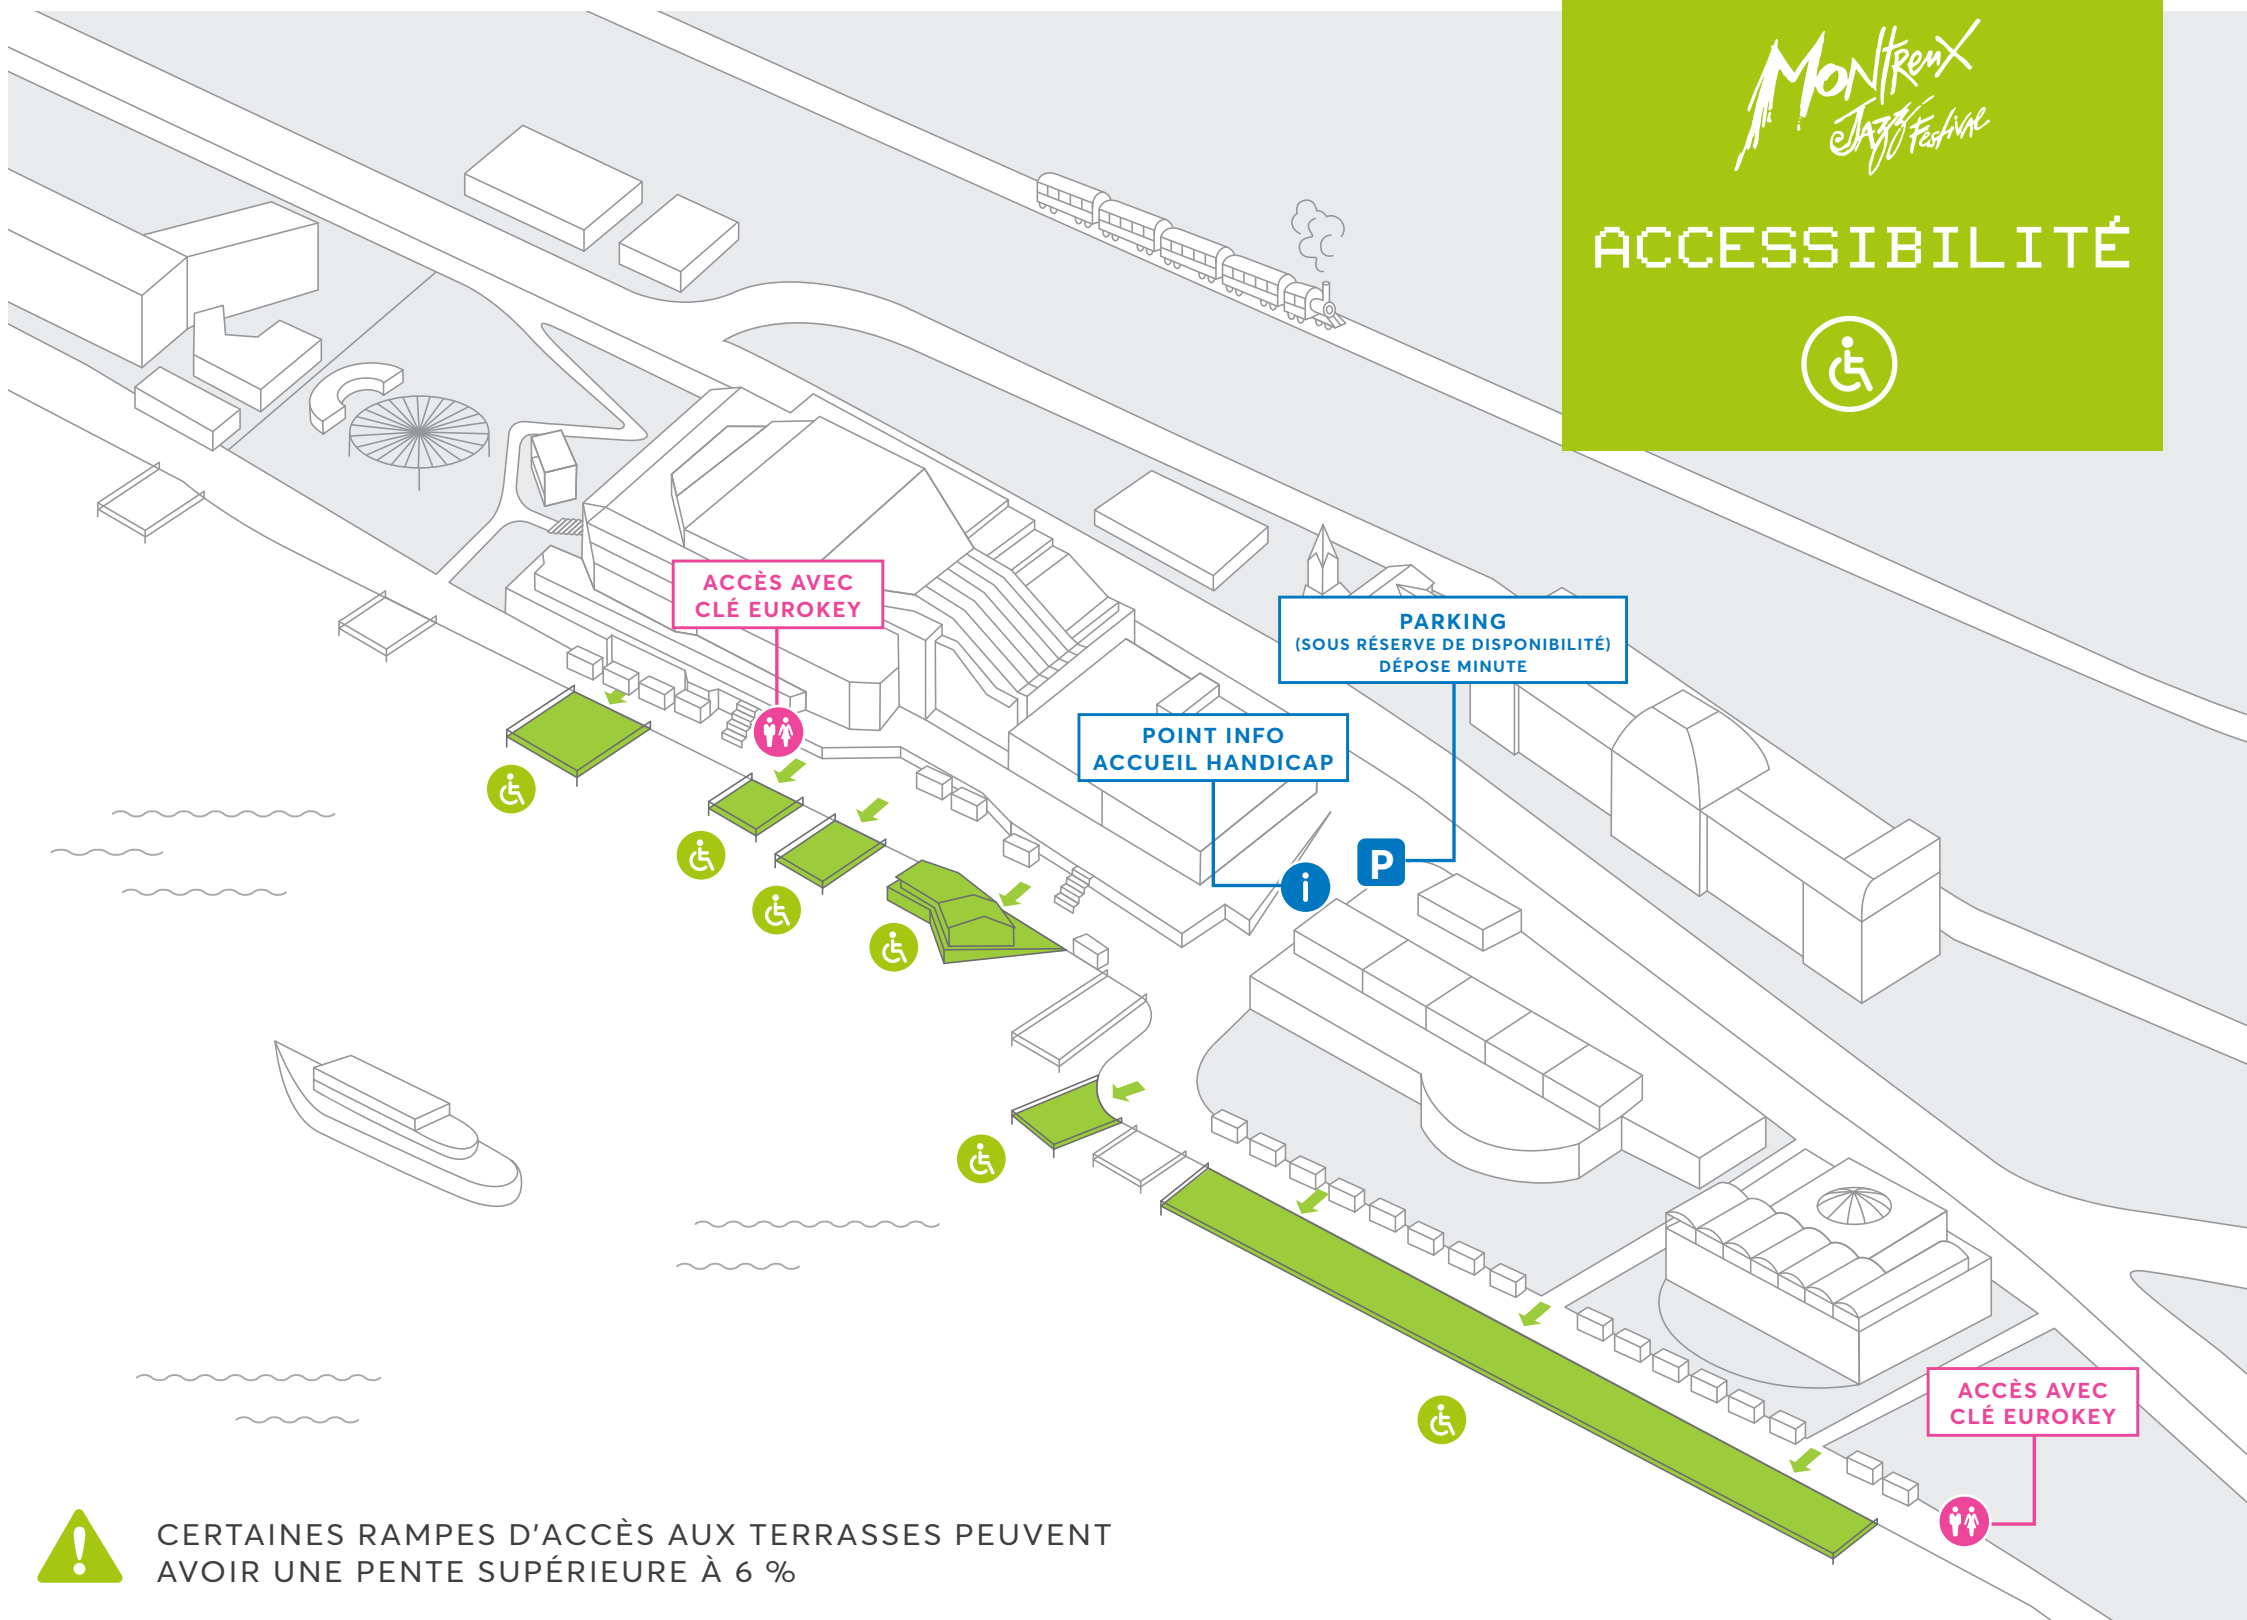 MONTREUX
JAZZ FESTIVAL
ACCESSIBILITÉ
ACCÈS AVEC
CLÉ EUROKEY
PARKING
(SOUS RÉSERVE DE DISPONIBILITÉ)
DÉPOSE MINUTE
POINT INFO
ACCUEIL HANDICAP
P
i
ACCÈS AVEC
CLÉ EUROKEY
CERTAINES RAMPES D'ACCÈS AUX TERRASSES PEUVENT
AVOIR UNE PENTE SUPÉRIEURE À 6 %